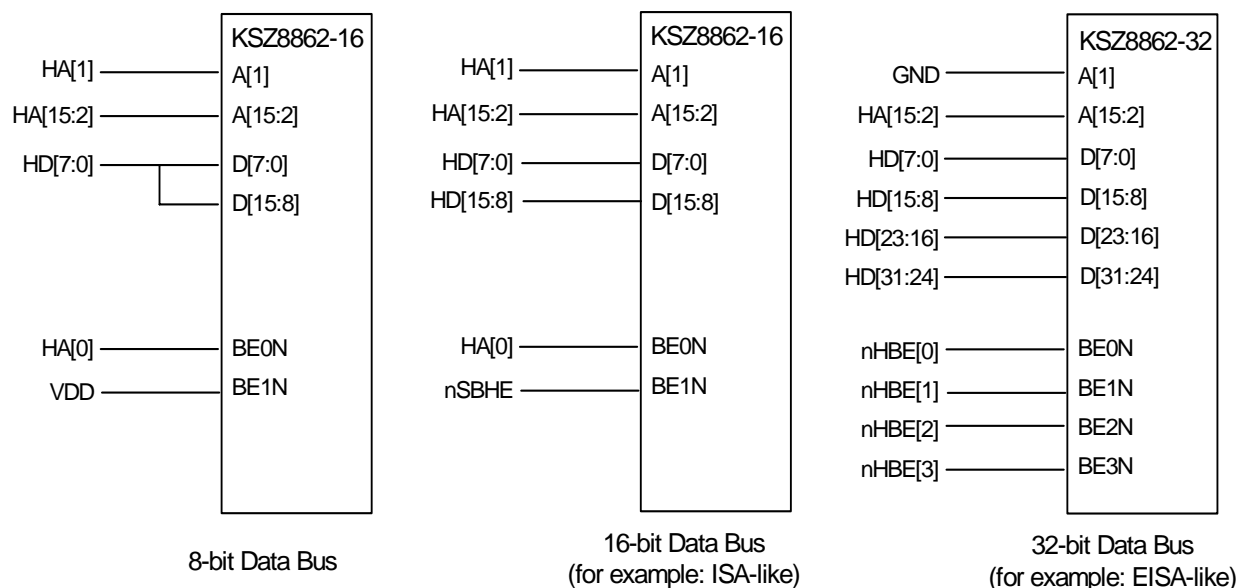 KSZ8862-16
HA[1] A[1]
HA[15:2] A[15:2]
HD[7:0] D[7:0]
D[15:8]
HA[0] BE0N
VDD BE1N
8-bit Data Bus
KSZ8862-16
HA[1] A[1]
HA[15:2] A[15:2]
HD[7:0] D[7:0]
HD[15:8] D[15:8]
HA[0] BE0N
nSBHE BE1N
16-bit Data Bus
(for example: ISA-like)
KSZ8862-32
GND A[1]
HA[15:2] A[15:2]
HD[7:0] D[7:0]
HD[15:8] D[15:8]
HD[23:16] D[23:16]
HD[31:24] D[31:24]
nHBE[0] BE0N
nHBE[1] BE1N
nHBE[2] BE2N
nHBE[3] BE3N
32-bit Data Bus
(for example: EISA-like)